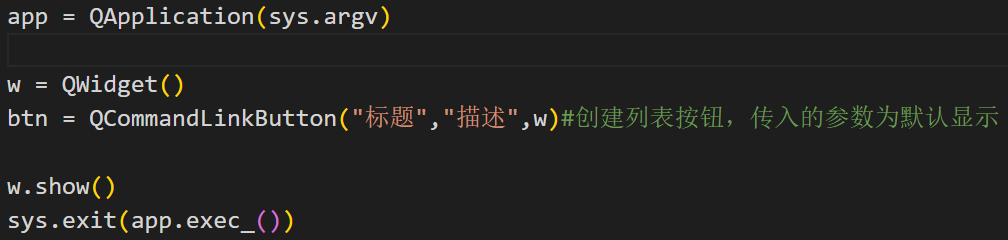 app = QApplication(sys.argv)
w = QWidget()
btn = QCommandLinkButton("标题","描述",w)#创建列表按钮，传入的参数为默认显示
w.show()
sys.exit(app.exec_())